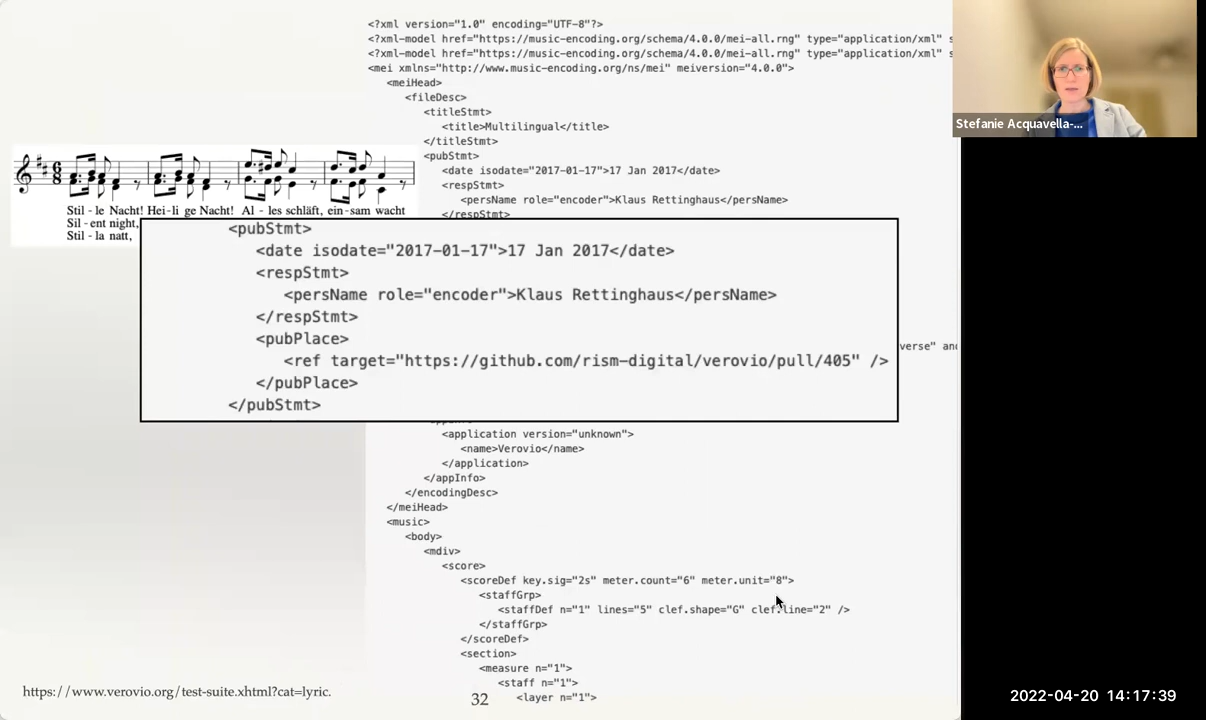 <?xml version="1.0" encoding="UTF-8"?>
<?xml-model href="https://music-encoding.org/schema/4.0.0/mei-all.rng" type="application/xml" s
<?xml-model href="https://music-encoding.org/schema/4.0.0/mei-all.rng" type="application/xml" s
<mei xmlns="http://www.music-encoding.org/ns/mei" meiversion="4.0.0">
<meiHead>
<fileDesc>
<titleStmt>
<title>Multilingual</title>
</titleStmt>
<pubStmt>
<date isodate="2017-01-17">17 Jan 2017</date>
<respStmt>
<persName role="encoder">Klaus Rettinghaus</persName>
</respStmt>
Stil - le Nacht! Hei - li ge Nacht! Al - les schläft, ein - sam wacht
Sil - ent night,
Stil - la natt,
<pubStmt>
<date isodate="2017-01-17">17 Jan 2017</date>
<respStmt>
<persName role="encoder">Klaus Rettinghaus</persName>
</respStmt>
<pubPlace>
<ref target="https://github.com/rism-digital/verovio/pull/405" />
</pubPlace>
</pubStmt>
verse" and
<application version="unknown">
<name>Verovio</name>
</application>
</appInfo>
</encodingDesc>
</meiHead>
<music>
<body>
<mdiv>
<score>
<scoreDef key.sig="2s" meter.count="6" meter.unit="8">
<staffGrp>
<staffDef n="1" lines="5" clef.shape="G" clef.line="2" />
</staffGrp>
</scoreDef>
<section>
<measure n="1">
<staff n="1">
<layer n="1">
https://www.verovio.org/test-suite.xhtml?cat=lyric.
32
Stefanie Acquavella-...
2022-04-20 14:17:39